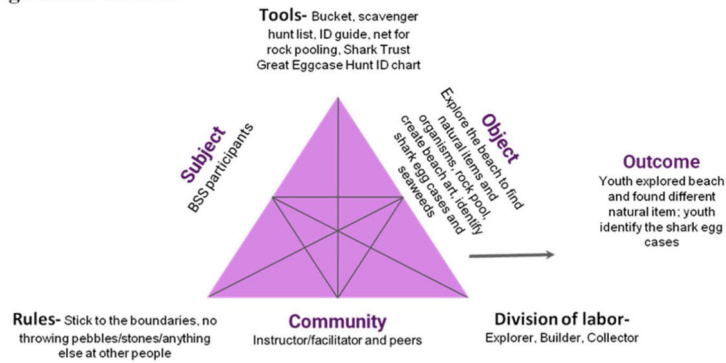 Tools- Bucket, scavenger
hunt list, ID guide, net for
rock pooling, Shark Trust
Great Eggcase Hunt ID chart
Subject
BSS participants
Object
Explore the beach to find
natural items and
organisms, rock pool,
create beach art, identify
shark egg cases and
seaweeds
Outcome
Youth explored beach
and found different
natural item; youth
identify the shark egg
cases
Rules- Stick to the boundaries, no
throwing pebbles/stones/anything
else at other people
Community
Instructor/facilitator and peers
Division of labor-
Explorer, Builder, Collector